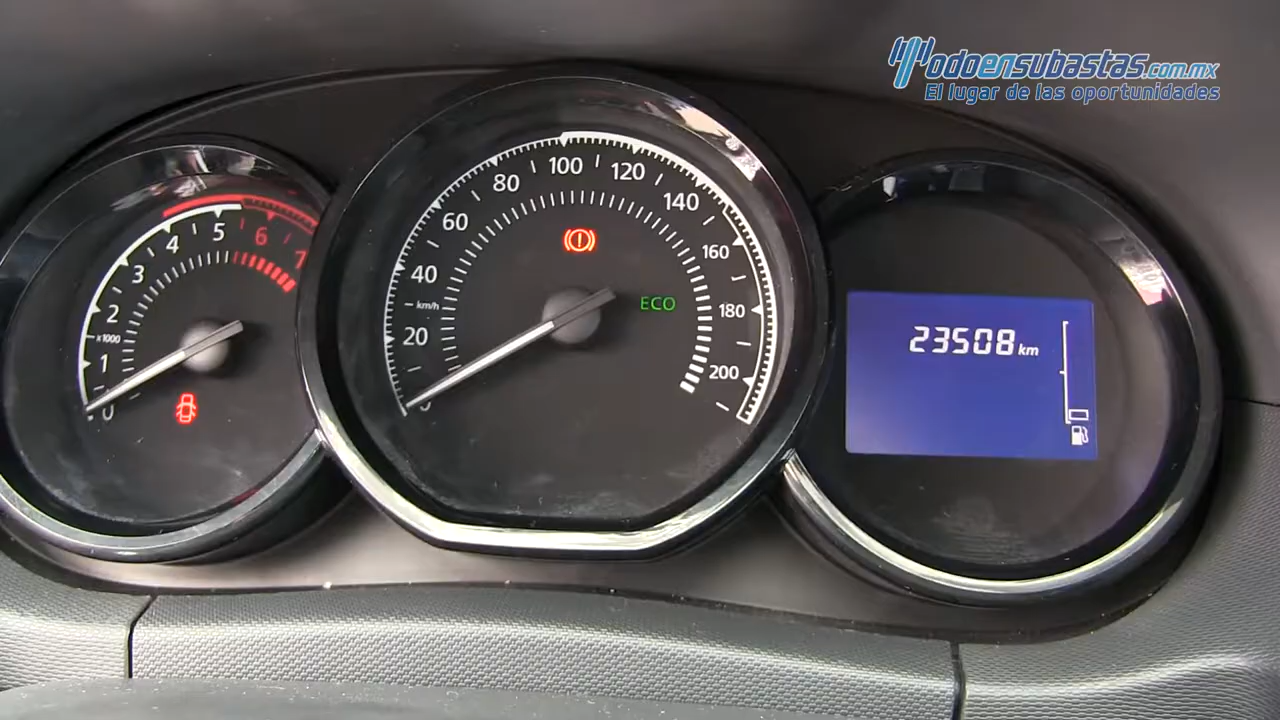 Todoensubastas.com.mx
El lugar de las oportunidades
0 1 2 3 4 5 6 7
x1000
0 20 40 60 80 100 120 140 160 180 200
km/h
ECO
23508 km